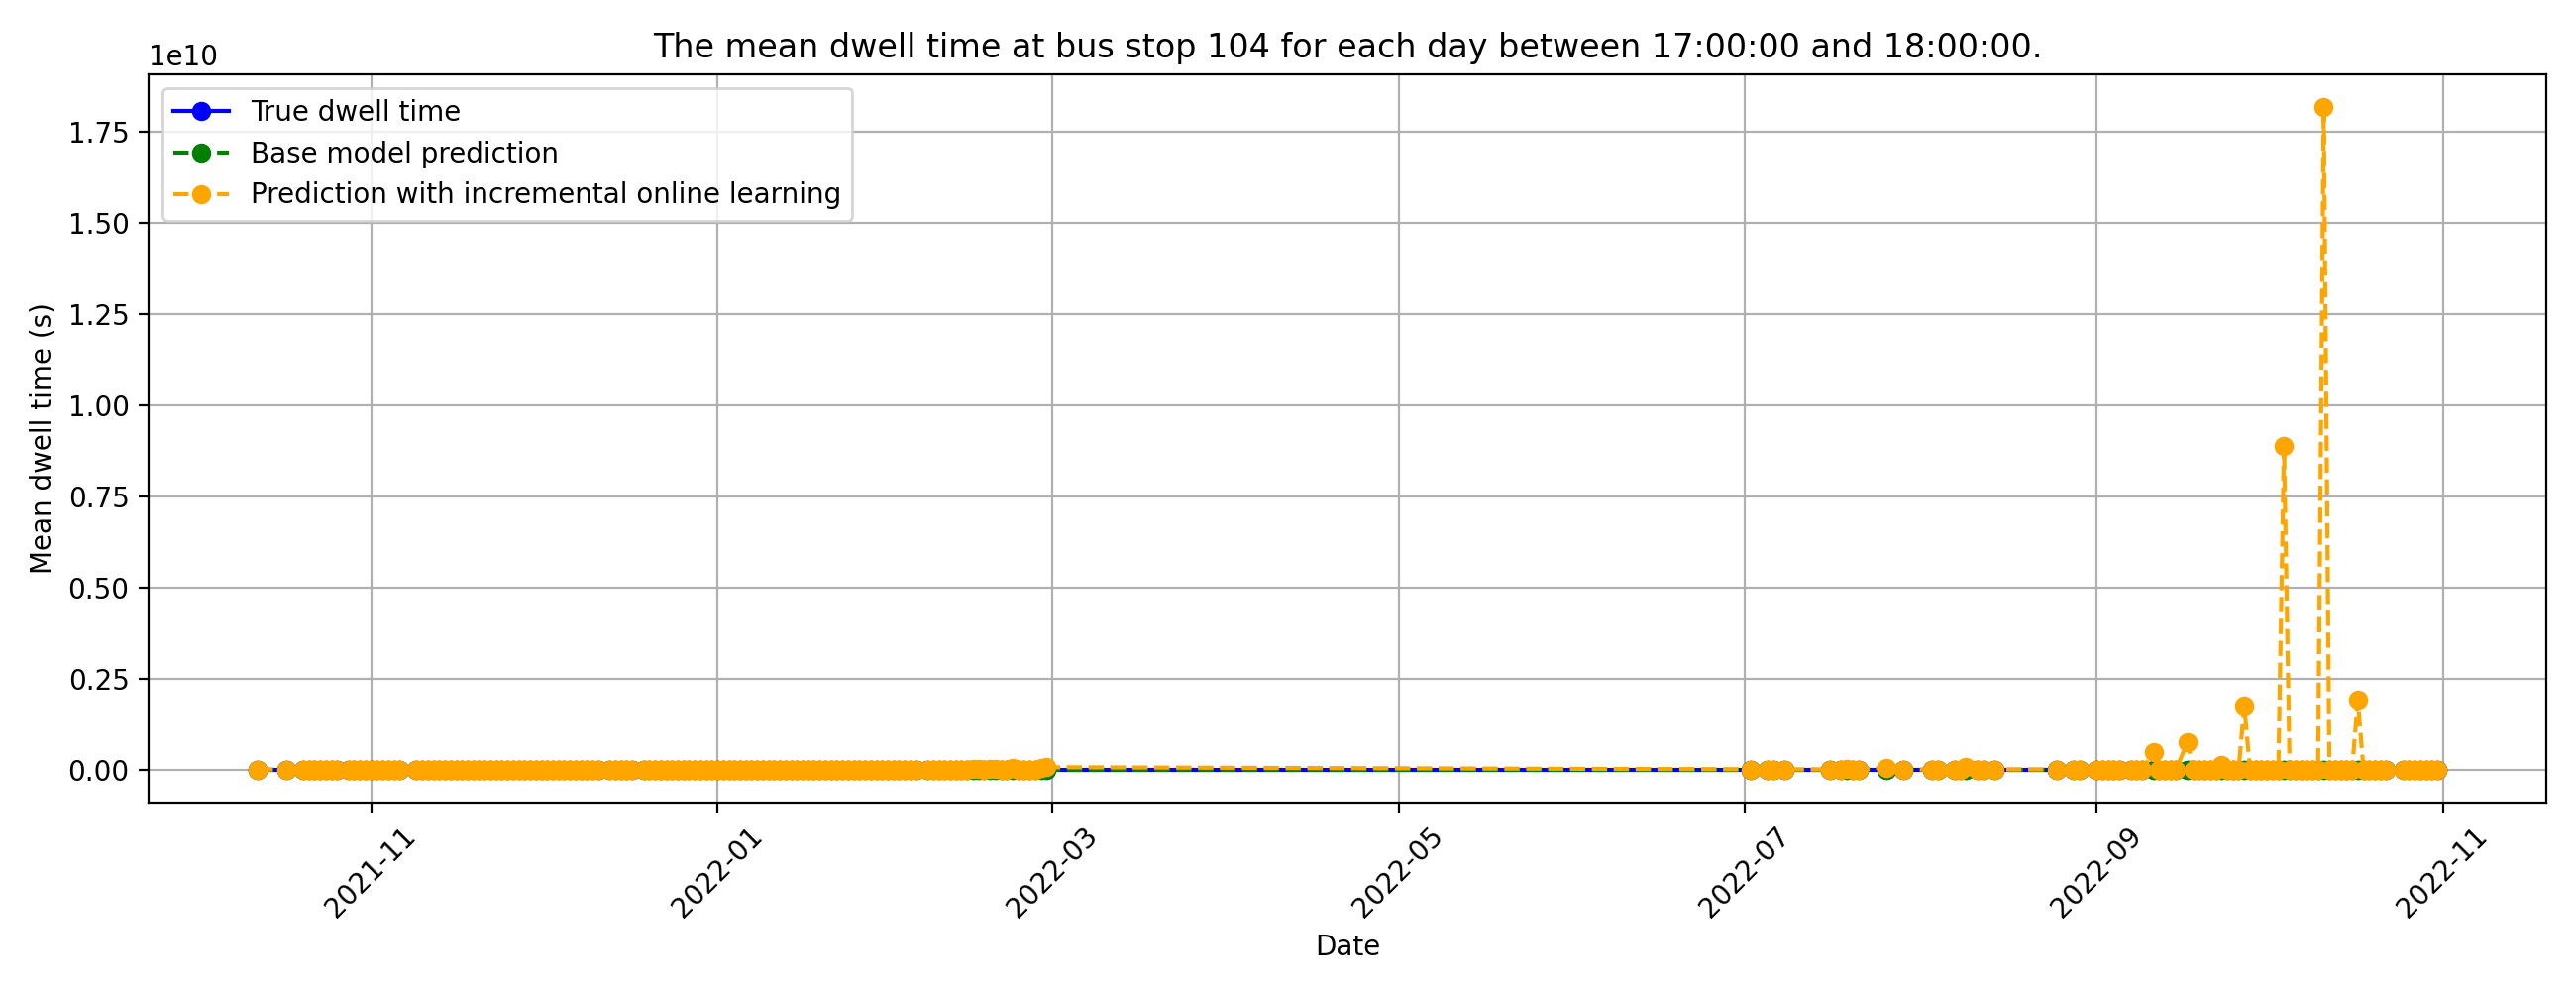 The mean dwell time at bus stop 104 for each day between 17:00:00 and 18:00:00.
1e10
True dwell time
Base model prediction
Prediction with incremental online learning
1.75
1.50
1.25
1.00
0.75
0.50
0.25
0.00
Mean dwell time (s)
2021-11
2022-01
2022-03
2022-05
2022-07
2022-09
2022-11
Date